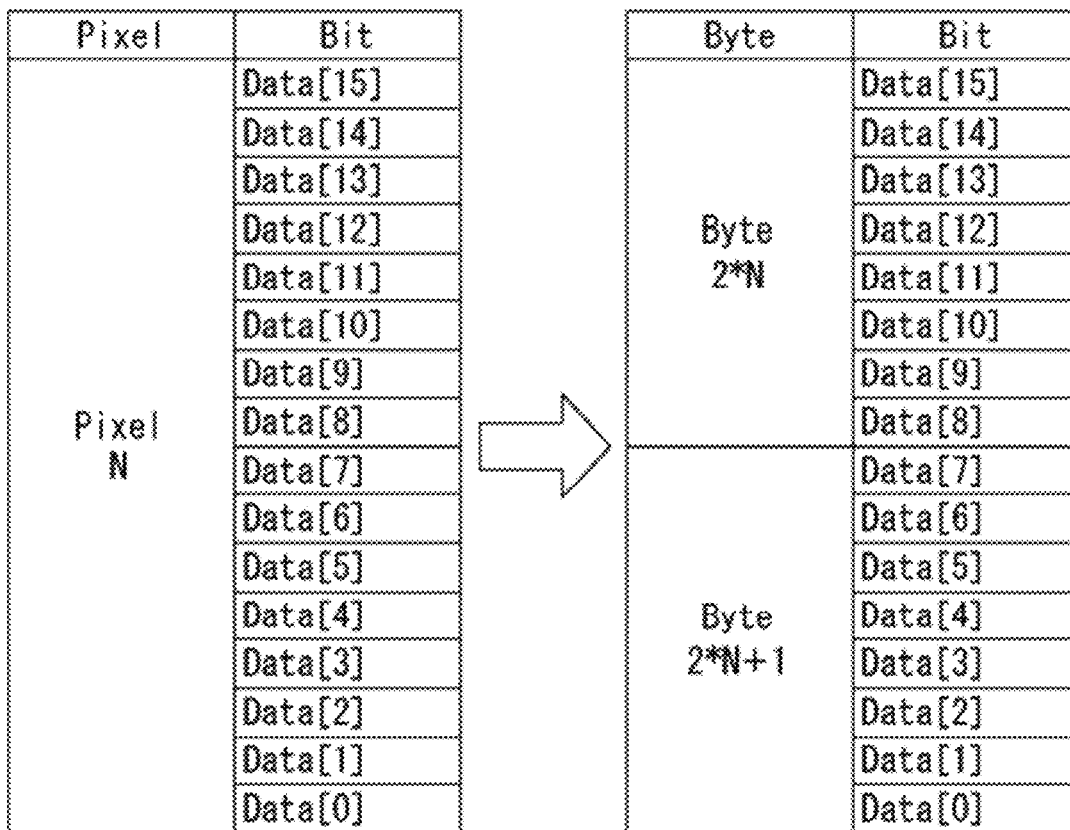 Pixel Bit
Pixel N
Data[15]
Data[14]
Data[13]
Data[12]
Data[11]
Data[10]
Data[9]
Data[8]
Data[7]
Data[6]
Data[5]
Data[4]
Data[3]
Data[2]
Data[1]
Data[0]
Byte Bit
Byte
2*N
Data[15]
Data[14]
Data[13]
Data[12]
Data[11]
Data[10]
Data[9]
Data[8]
Byte
2*N+1
Data[7]
Data[6]
Data[5]
Data[4]
Data[3]
Data[2]
Data[1]
Data[0]